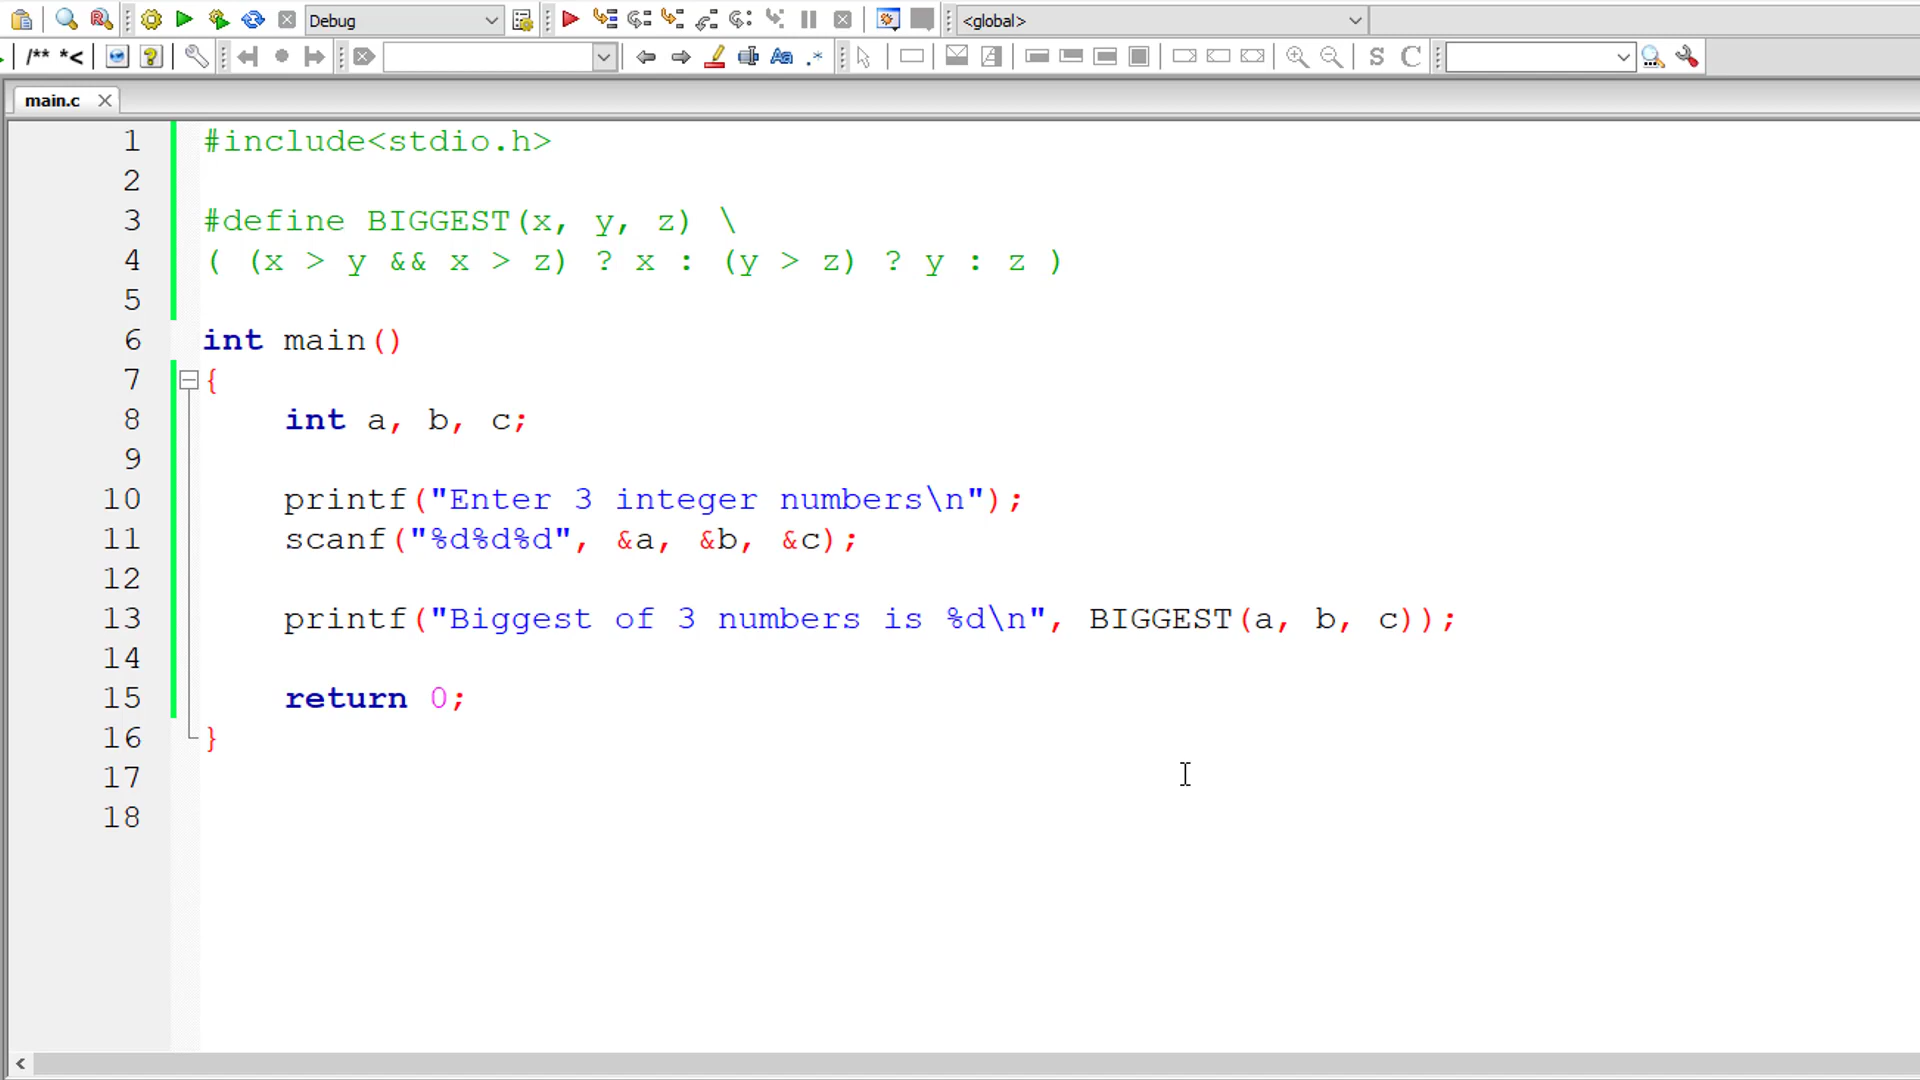 Debug
<global>
/** *<
Aa
.*
S
C
main.c
1 #include<stdio.h>
2
3 #define BIGGEST(x, y, z) \
4 ( (x > y && x > z) ? x : (y > z) ? y : z )
5
6 int main()
7 {
8 int a, b, c;
9
10 printf("Enter 3 integer numbers\n");
11 scanf("%d%d%d", &a, &b, &c);
12
13 printf("Biggest of 3 numbers is %d\n", BIGGEST(a, b, c));
14
15 return 0;
16 }
17
18